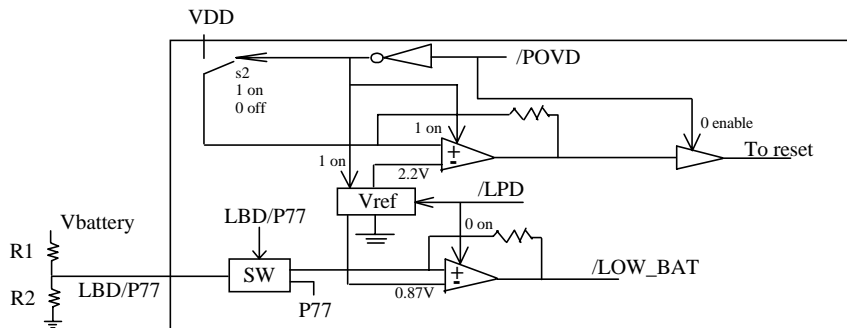 VDD
/POVD
s2
1 on
0 off
0 enable
1 on
To reset
1 on
+
-
2.2V
/LPD
Vref
Vbattery
LBD/P77
0 on
R1
LBD/P77
SW
+
-
/LOW_BAT
R2
P77
0.87V